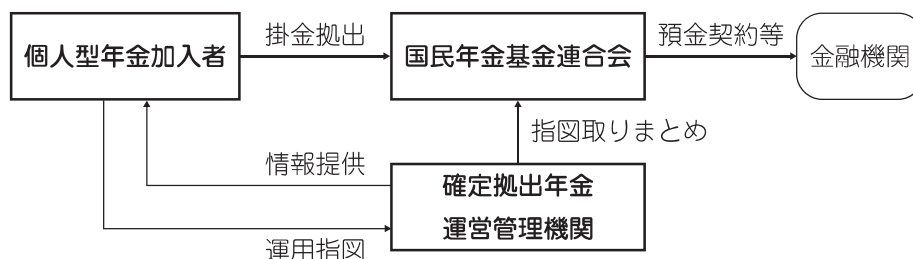 個人型年金加入者
掛金拠出
国民年金基金連合会
預金契約等
金融機関
指図取りまとめ
情報提供
確定拠出年金
運営管理機関
運用指図